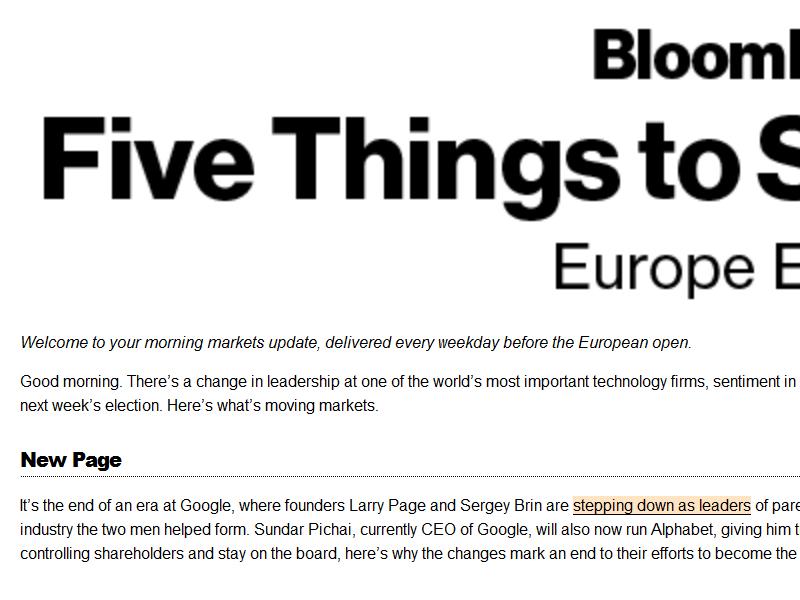 Bloom
Five Things to S
Europe E
Welcome to your morning markets update, delivered every weekday before the European open.
Good morning. There’s a change in leadership at one of the world’s most important technology firms, sentiment in
next week’s election. Here’s what’s moving markets.
New Page
It’s the end of an era at Google, where founders Larry Page and Sergey Brin are stepping down as leaders of pare
industry the two men helped form. Sundar Pichai, currently CEO of Google, will also now run Alphabet, giving him t
controlling shareholders and stay on the board, here’s why the changes mark an end to their efforts to become the